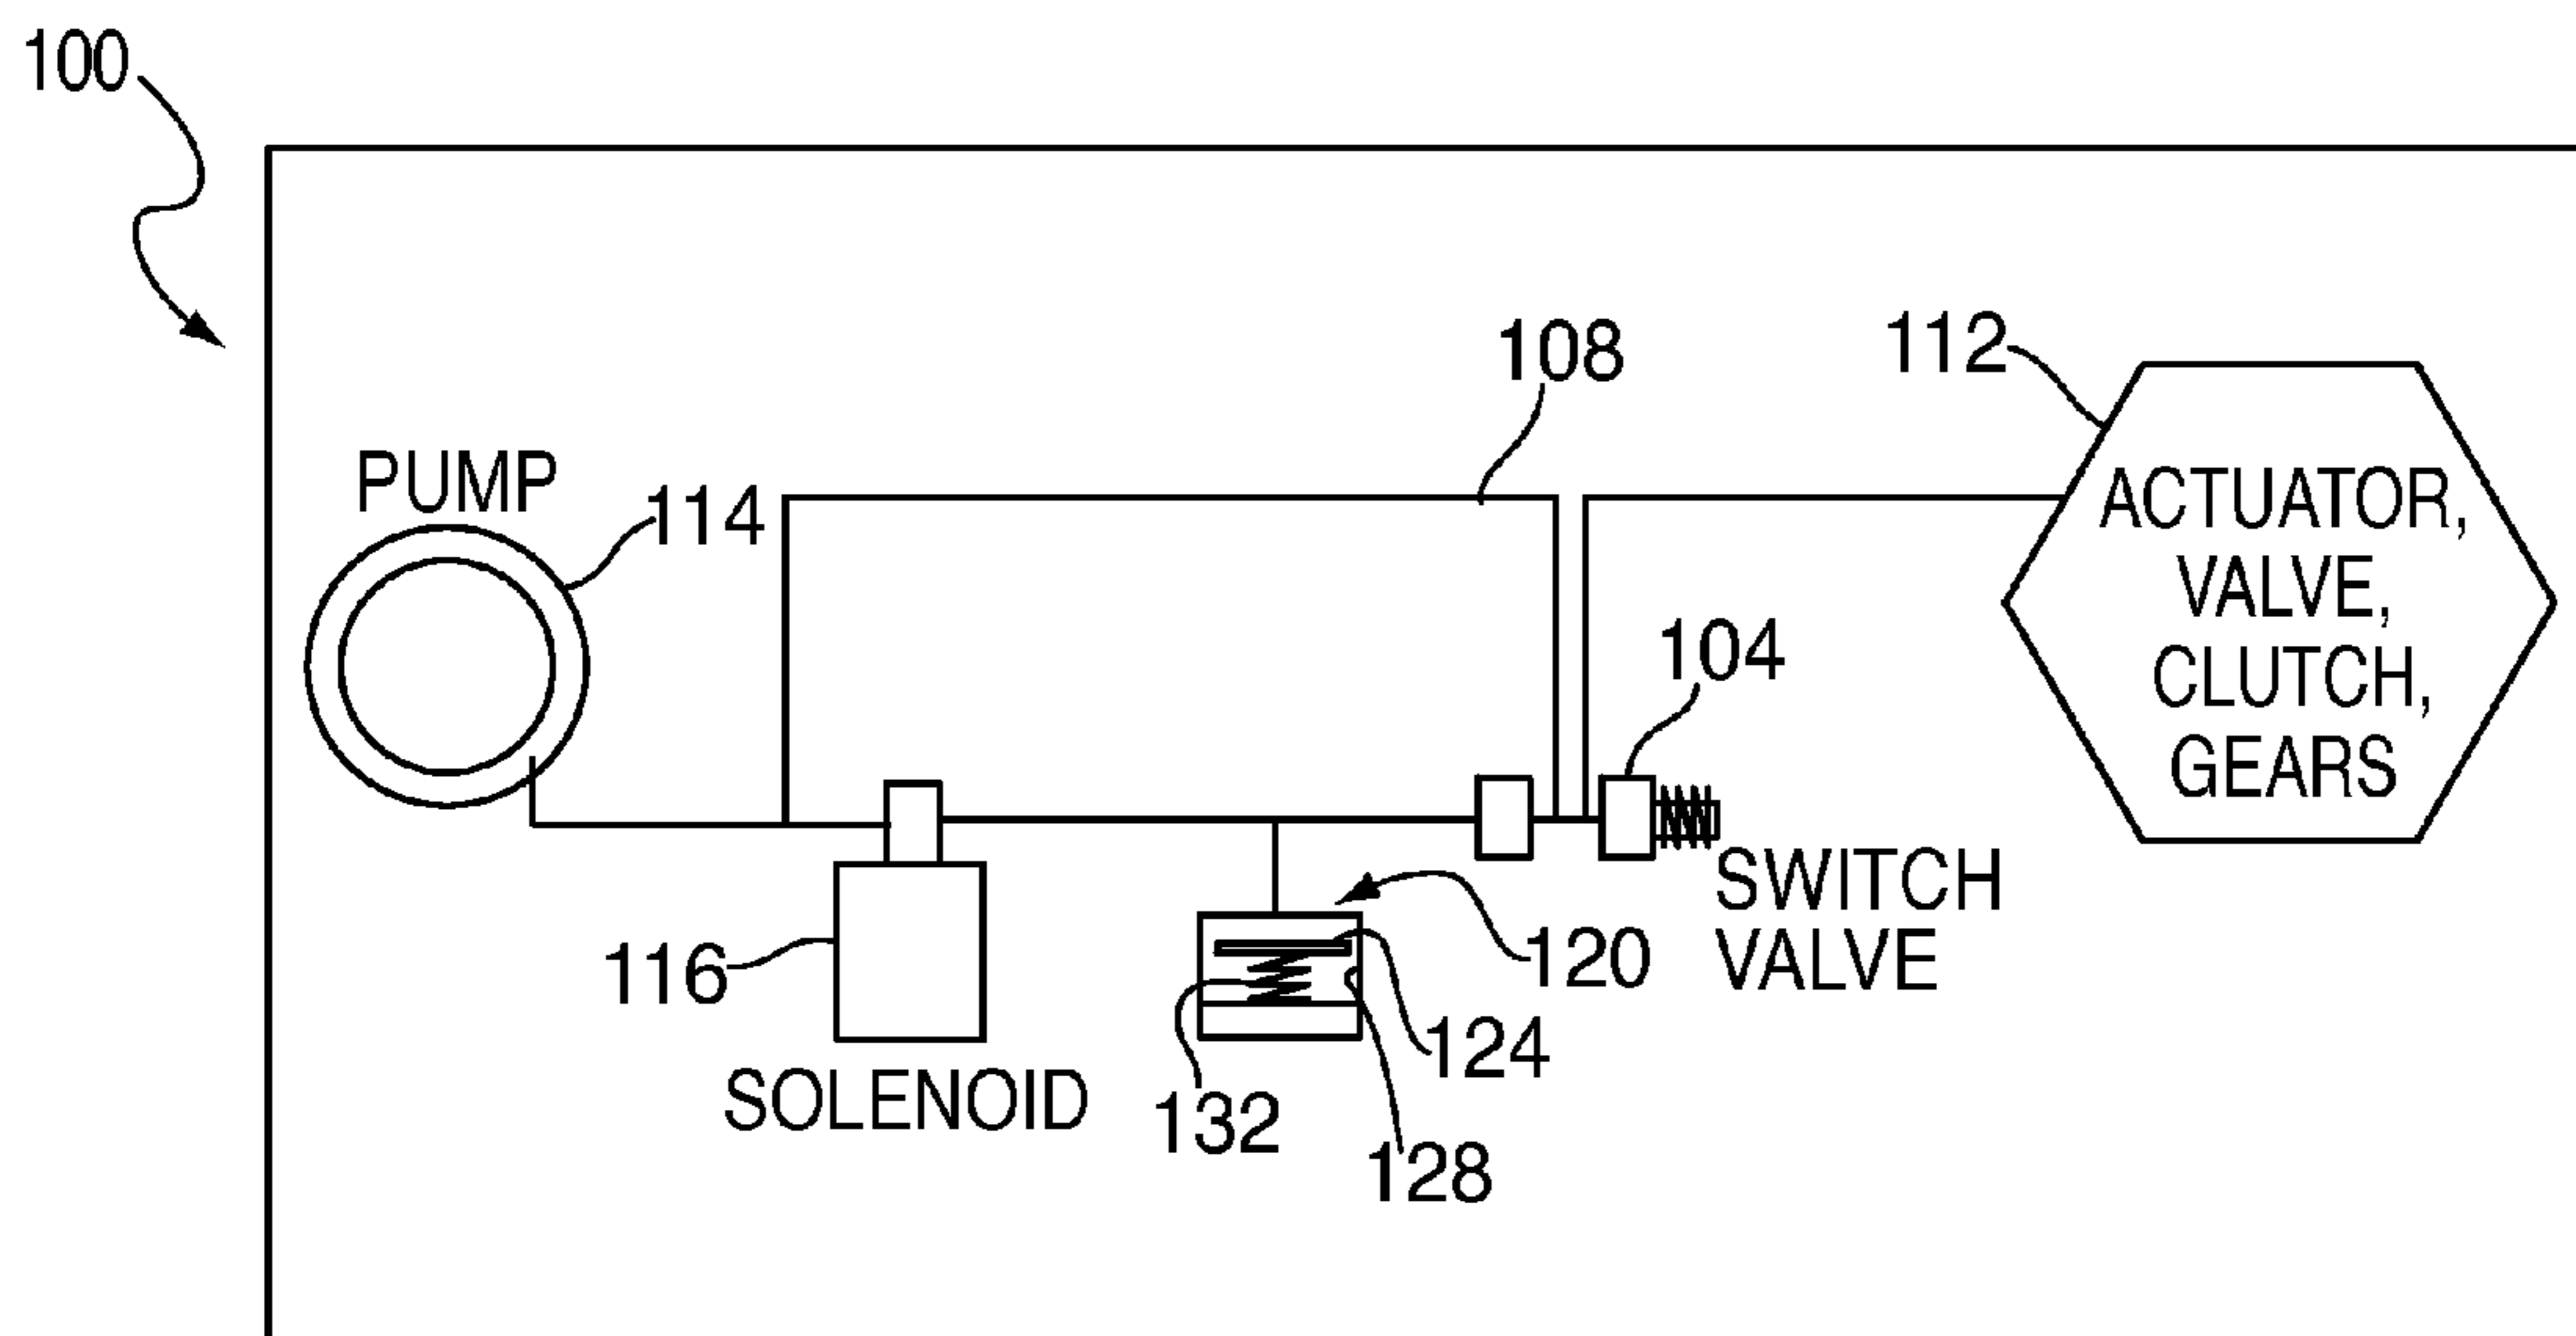 100
108
112
PUMP
114
ACTUATOR,
VALVE,
CLUTCH,
GEARS
104
SWITCH
VALVE
116
120
124
SOLENOID
132
128